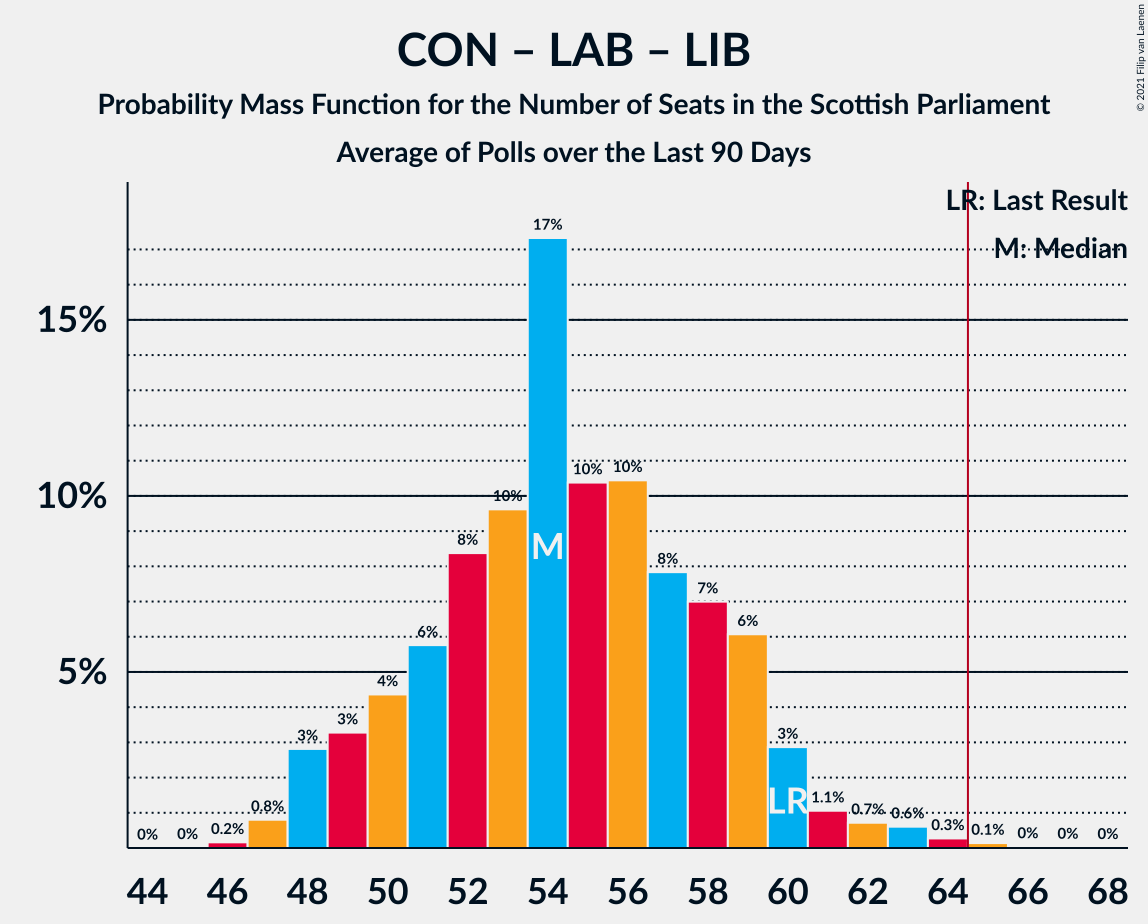 CON – LAB – LIB
Probability Mass Function for the Number of Seats in the Scottish Parliament
Average of Polls over the Last 90 Days
© 2021 Filip van Laenen
LR: Last Result
M: Median
15%
10%
5%
0% 0% 0.2% 0.8% 3% 3% 4% 6% 8% 10% 17% 10% 10% 8% 7% 6% 3% 1.1% 0.7% 0.6% 0.3% 0.1% 0% 0% 0%
M
LR
44 46 48 50 52 54 56 58 60 62 64 66 68